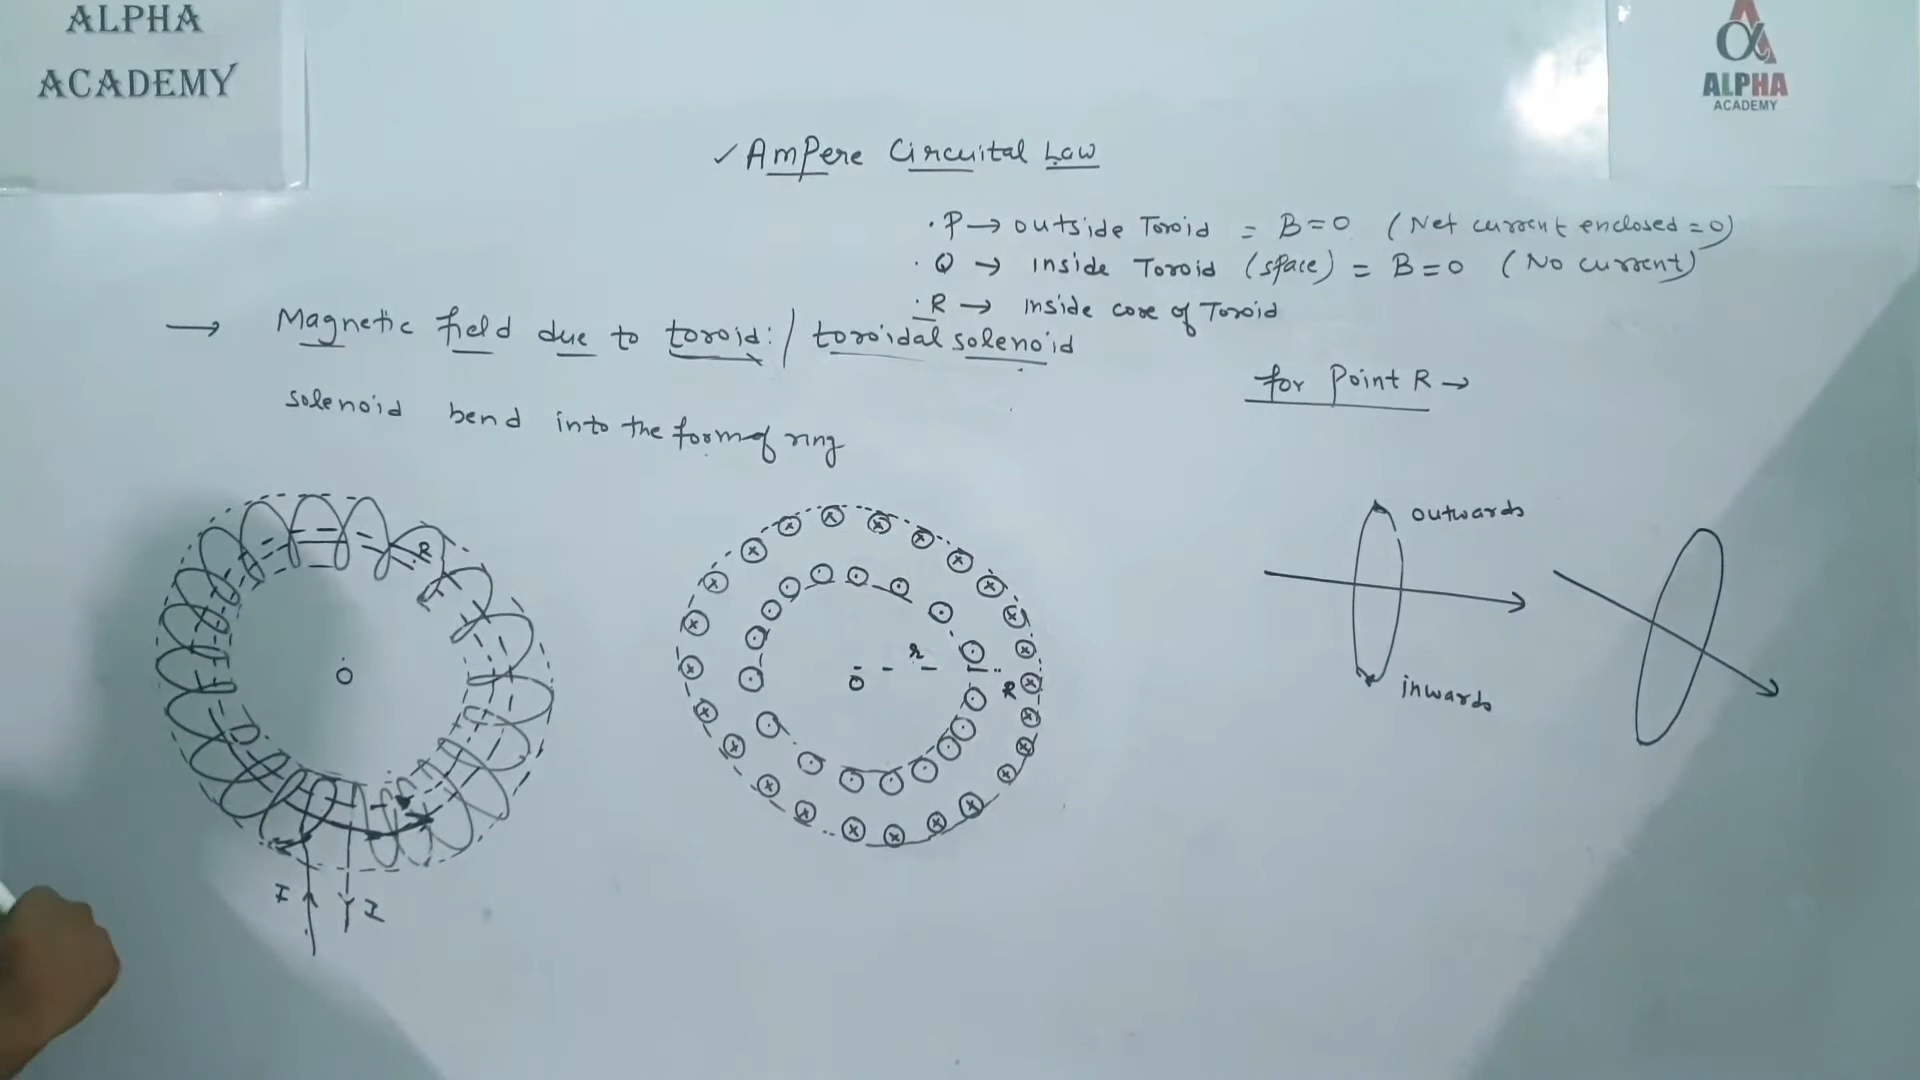 ALPHA
ACADEMY
ALPHA
ACADEMY
✓ Ampere Circuital Law
. P → outside Toroid = B=0 (Net current enclosed = 0)
. Q → inside Toroid (space) = B=0 (No current)
. R → inside core of Toroid
→ Magnetic field due to toroid: / toroidal solenoid
for Point R →
solenoid bend into the form of ring
outwards
R
r
O
O
R
inwards
I
I